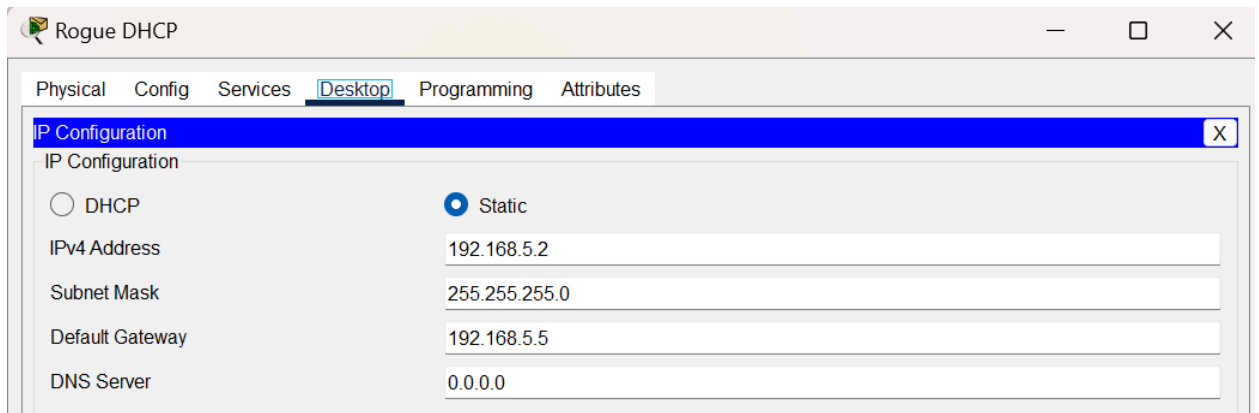 Rogue DHCP
Physical Config Services Desktop Programming Attributes
IP Configuration X
IP Configuration
DHCP Static
IPv4 Address 192.168.5.2
Subnet Mask 255.255.255.0
Default Gateway 192.168.5.5
DNS Server 0.0.0.0